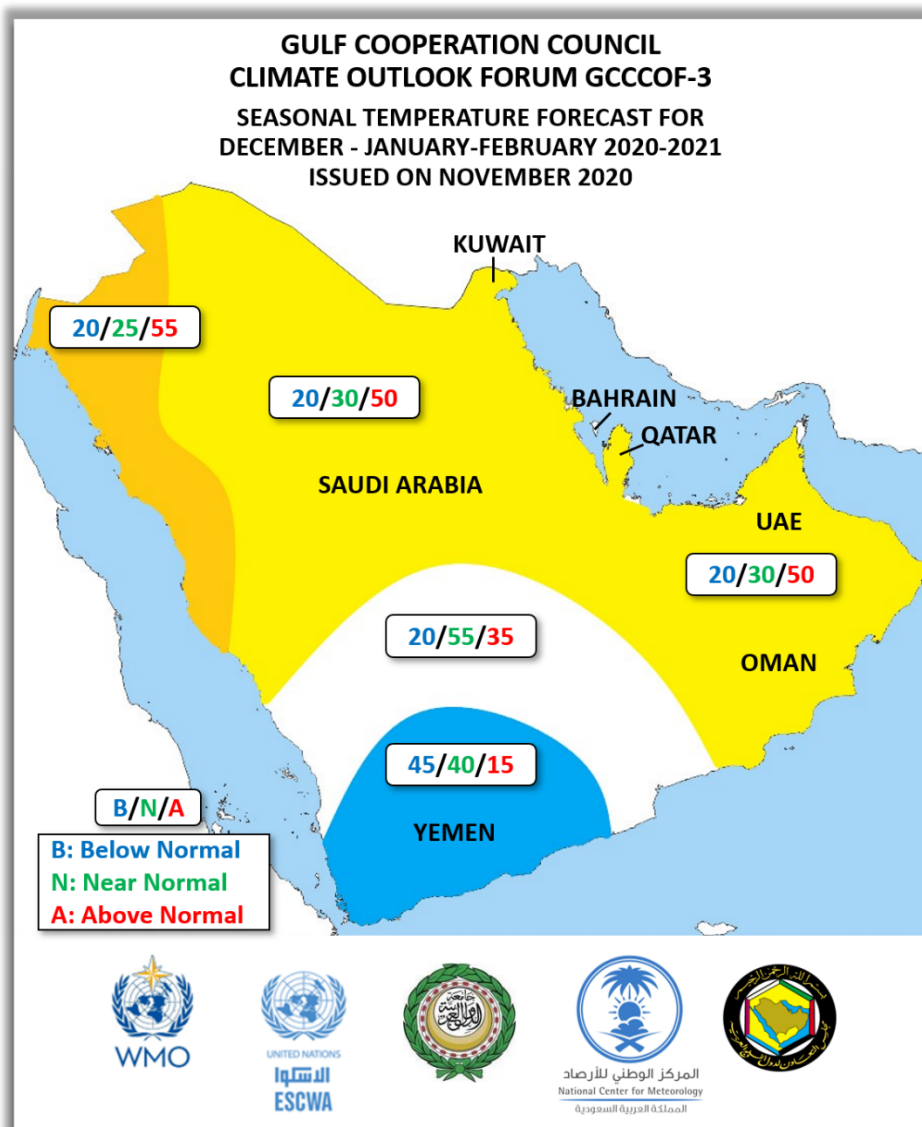 GULF COOPERATION COUNCIL
CLIMATE OUTLOOK FORUM GCCCOF-3
SEASONAL TEMPERATURE FORECAST FOR
DECEMBER - JANUARY-FEBRUARY 2020-2021
ISSUED ON NOVEMBER 2020
KUWAIT
20/25/55
20/30/50
BAHRAIN
QATAR
SAUDI ARABIA
UAE
20/30/50
20/55/35
OMAN
45/40/15
B/N/A
YEMEN
B: Below Normal
N: Near Normal
A: Above Normal
WMO
UNITED NATIONS
الاسكوا
ESCWA
المركز الوطني للأرصاد
National Center for Meteorology
المملكة العربية السعودية